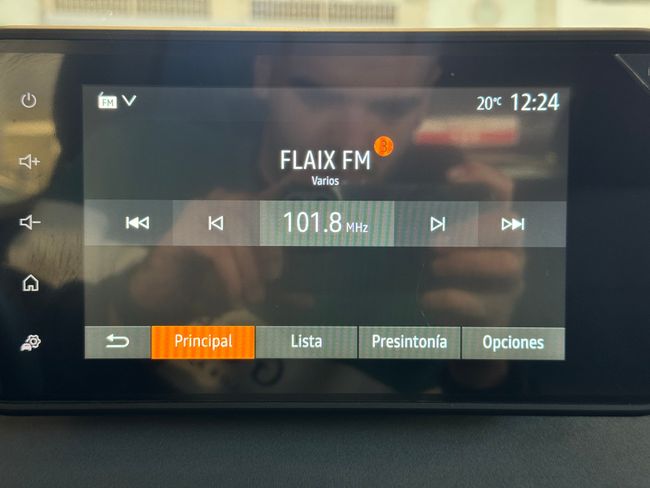 FM
20°C 12:24
FLAIX FM 3
Varios
101.8 MHz
Principal Lista Presintonía Opciones